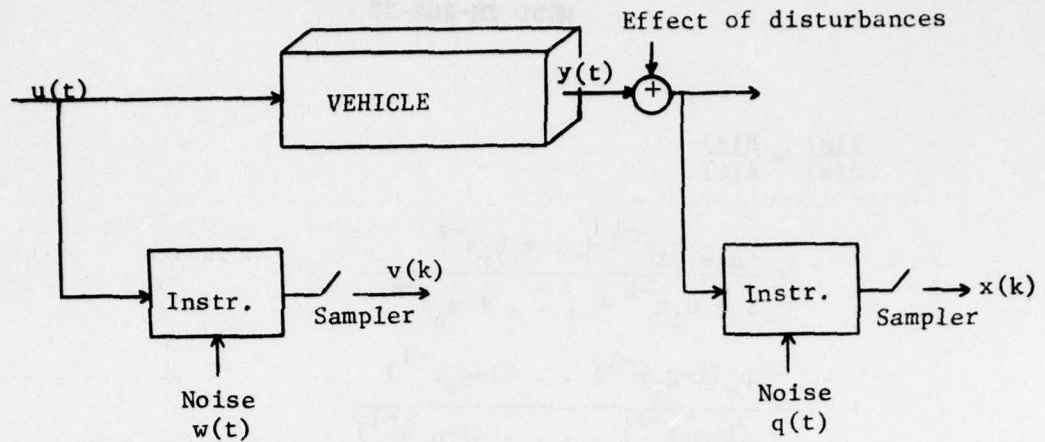 Effect of disturbances
u(t)
VEHICLE
y(t)
+
v(k)
Instr.
Sampler
Noise
w(t)
x(k)
Instr.
Sampler
Noise
q(t)